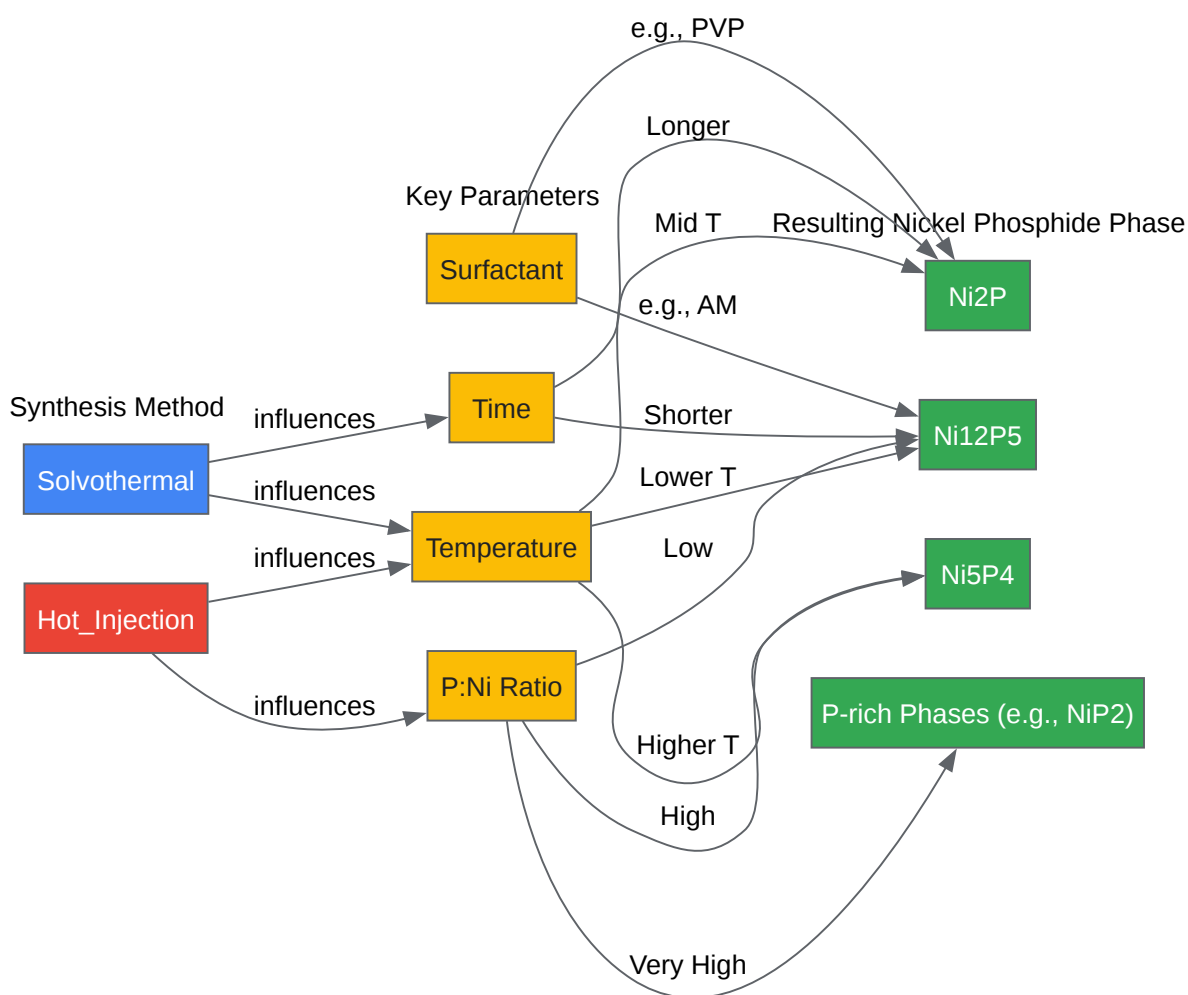 e.g., PVP
Longer
Key Parameters
Mid T
Resulting Nickel Phosphide Phase
Surfactant
Ni2P
e.g., AM
Synthesis Method
influences
Time
Shorter
Ni12P5
Solvothermal
influences
Lower T
Temperature
Low
influences
Ni5P4
Hot_Injection
P:Ni Ratio
influences
P-rich Phases (e.g., NiP2)
Higher T
High
Very High